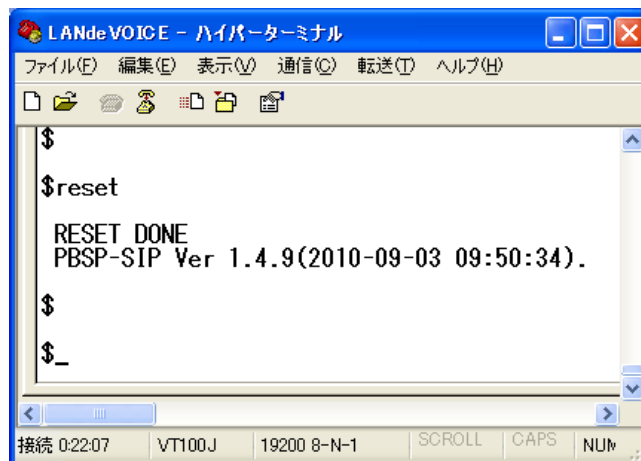 LANdeVOICE - ハイパーターミナル
ファイル(F) 編集(E) 表示(V) 通信(C) 転送(T) ヘルプ(H)
$
$reset
RESET DONE
PBSP-SIP Ver 1.4.9(2010-09-03 09:50:34).
$
$_
接続 0:22:07 VT100J 19200 8-N-1 SCROLL CAPS NUM